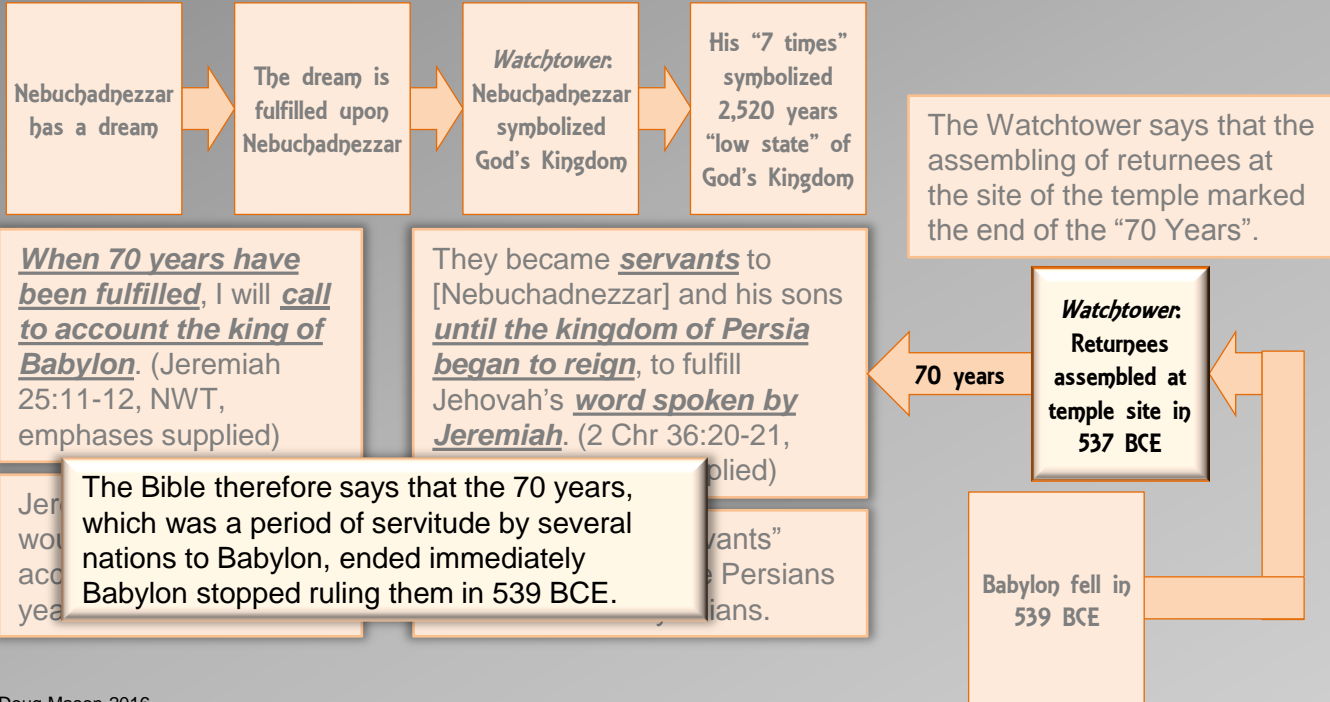 Nebuchadnezzar
has a dream
The dream is
fulfilled upon
Nebuchadnezzar
Watchtower:
Nebuchadnezzar
symbolized
God's Kingdom
His “7 times”
symbolized
2,520 years
“low state” of
God's Kingdom
The Watchtower says that the
assembling of returnees at
the site of the temple marked
the end of the “70 Years”.
When 70 years have
been fulfilled, I will call
to account the king of
Babylon. (Jeremiah
25:11-12, NWT,
emphases supplied)
They became servants to
[Nebuchadnezzar] and his sons
until the kingdom of Persia
began to reign, to fulfill
Jehovah's word spoken by
Jeremiah. (2 Chr 36:20-21,
plied)
70 years
Watchtower:
Returnees
assembled at
temple site in
537 BCE
The Bible therefore says that the 70 years,
which was a period of servitude by several
nations to Babylon, ended immediately
Babylon stopped ruling them in 539 BCE.
Jer
wou
acc
yea
vants”
Persians
ians.
Babylon fell in
539 BCE
Doug Mason 2016